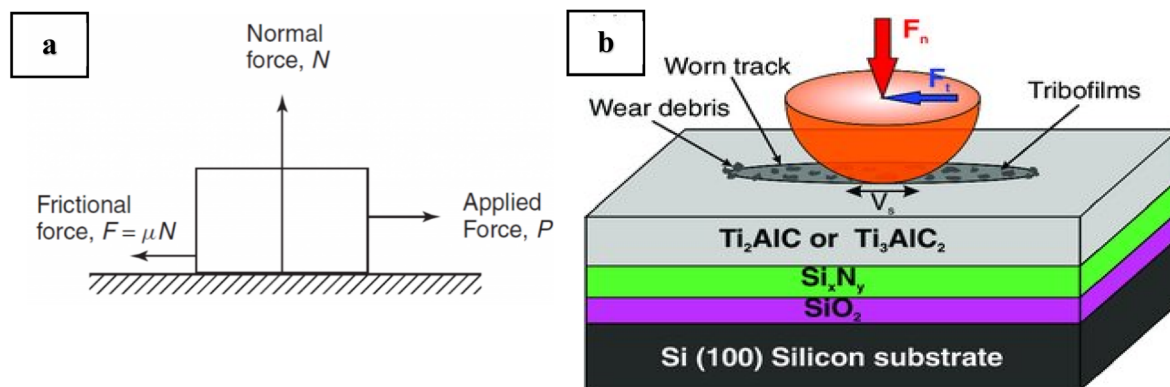 a
Normal
force, N
Frictional
force, F = μN
Applied
Force, P
b
Fₙ
Fₜ
Worn track
Wear debris
Tribofilms
Vₛ
Ti₂AlC or Ti₃AlC₂
SiₓNᵧ
SiO₂
Si (100) Silicon substrate